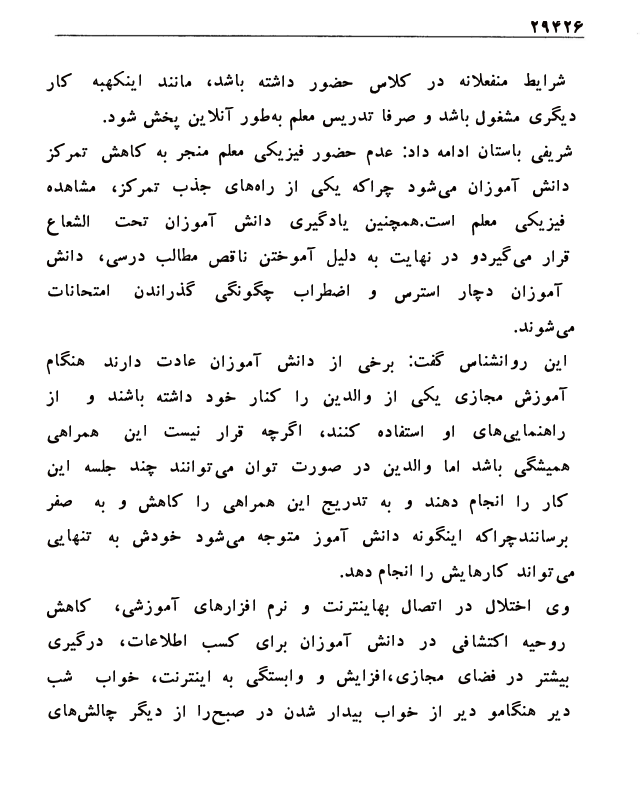 ۲۹۴۲۶
شرایط منفعلانه در کلاس حضور داشته باشد، مانند اینکهبه کار
دیگری مشغول باشد و صرفا تدریس معلم به‌طور آنلاین پخش شود.
شریفی باستان ادامه داد: عدم حضور فیزیکی معلم منجر به کاهش تمرکز
دانش آموزان می‌شود چراکه یکی از راه‌های جذب تمرکز، مشاهده
فیزیکی معلم است.همچنین یادگیری دانش آموزان تحت الشعاع
قرار می‌گیردو در نهایت به دلیل آموختن ناقص مطالب درسی، دانش
آموزان دچار استرس و اضطراب چگونگی گذراندن امتحانات
می‌شوند.
این روانشناس گفت: برخی از دانش آموزان عادت دارند هنگام
آموزش مجازی یکی از والدین را کنار خود داشته باشند و از
راهنمایی‌های او استفاده کنند، اگرچه قرار نیست این همراهی
همیشگی باشد اما والدین در صورت توان می‌توانند چند جلسه این
کار را انجام دهند و به تدریج این همراهی را کاهش و به صفر
برسانندچراکه اینگونه دانش آموز متوجه می‌شود خودش به تنهایی
می‌تواند کارهایش را انجام دهد.
وی اختلال در اتصال بهاینترنت و نرم افزارهای آموزشی، کاهش
روحیه اکتشافی در دانش آموزان برای کسب اطلاعات، درگیری
بیشتر در فضای مجازی،افزایش و وابستگی به اینترنت، خواب شب
دیر هنگامو دیر از خواب بیدار شدن در صبح‌را از دیگر چالش‌های